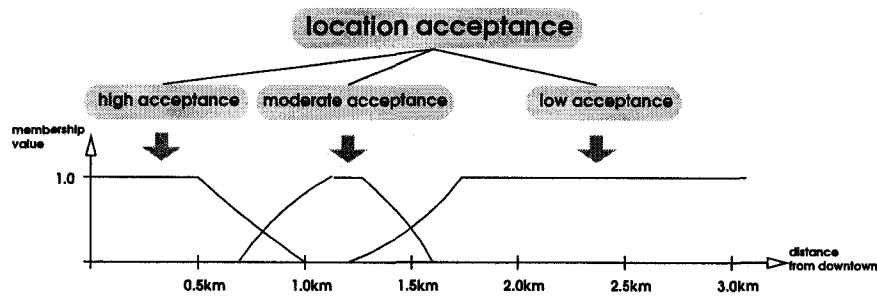 location acceptance
high acceptance
moderate acceptance
low acceptance
membership
value
1.0
0.5km
1.0km
1.5km
2.0km
2.5km
3.0km
distance
from downtown